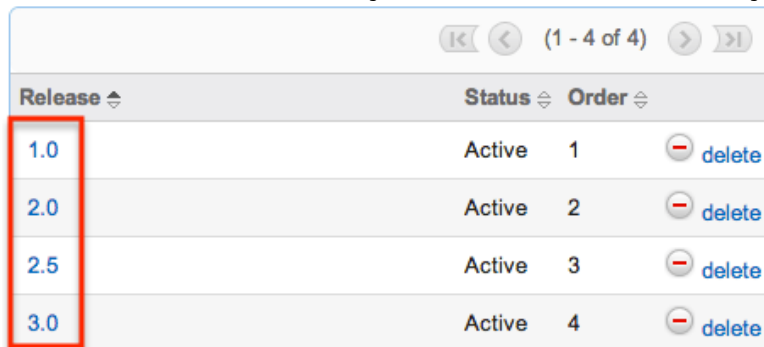 (1 - 4 of 4)
Release Status Order
1.0 Active 1 delete
2.0 Active 2 delete
2.5 Active 3 delete
3.0 Active 4 delete